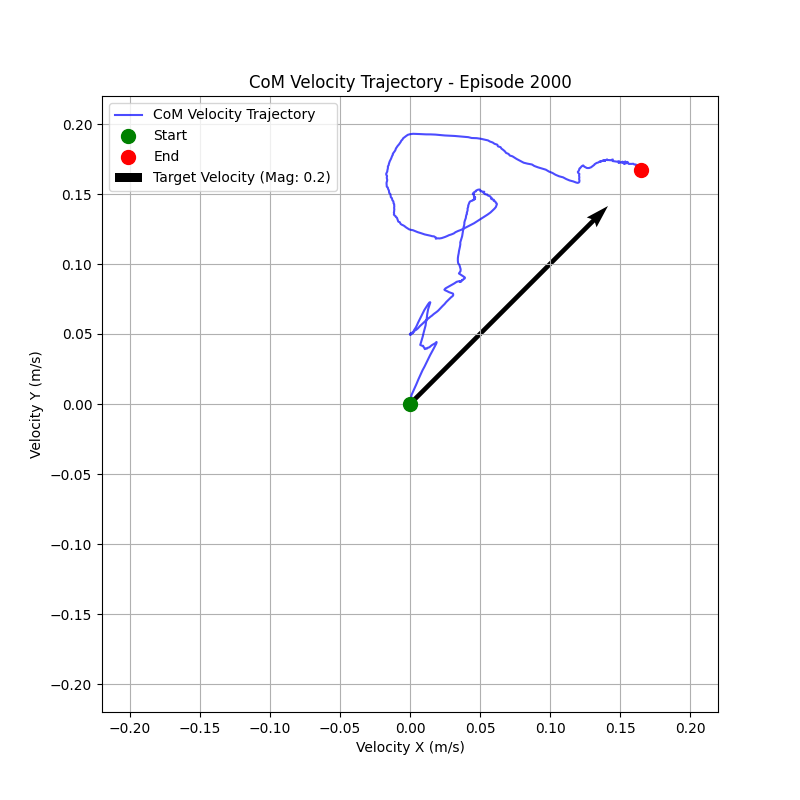 CoM Velocity Trajectory - Episode 2000
CoM Velocity Trajectory
Start
End
Target Velocity (Mag: 0.2)
0.20
0.15
0.10
0.05
0.00
−0.05
−0.10
−0.15
−0.20
Velocity Y (m/s)
−0.20 −0.15 −0.10 −0.05 0.00 0.05 0.10 0.15 0.20
Velocity X (m/s)